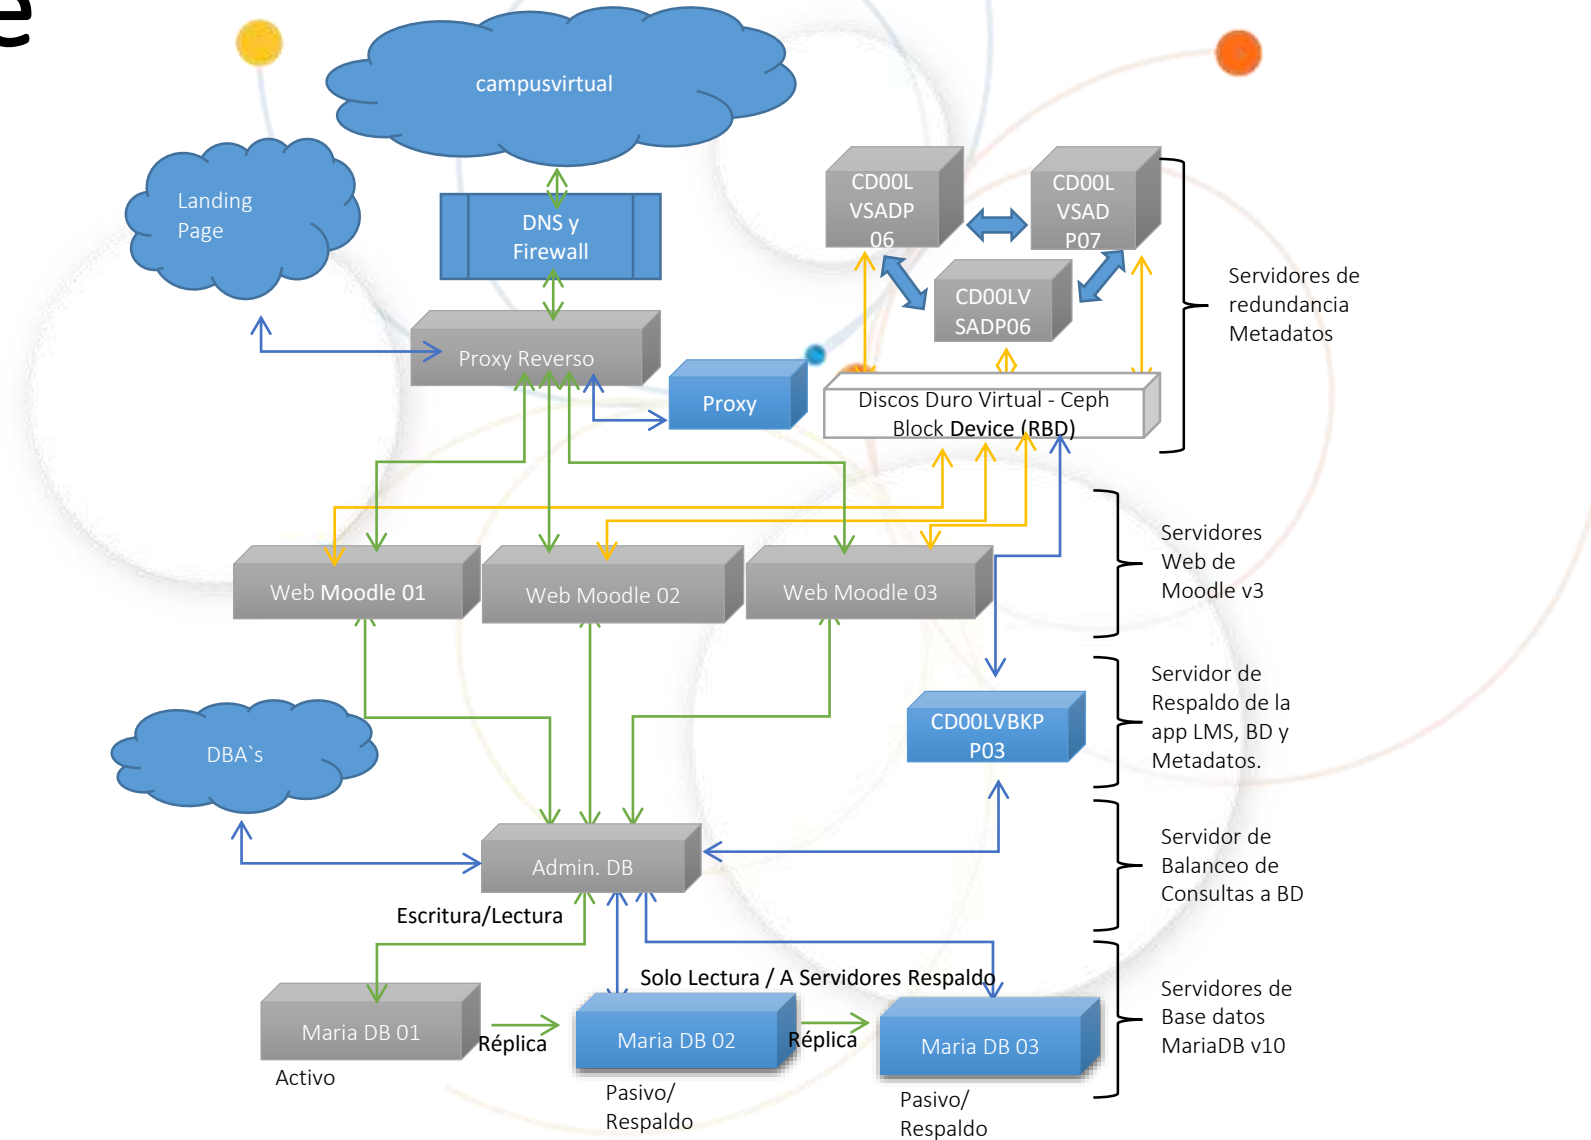 e
campusvirtual
Landing
Page
DNS y
Firewall
Proxy Reverso
Proxy
CD00L
VSADP
06
CD00L
VSAD
P07
CD00LV
SADP06
Discos Duro Virtual - Ceph
Block Device (RBD)
Servidores de
redundancia
Metadatos
Web Moodle 01
Web Moodle 02
Web Moodle 03
Servidores
Web de
Moodle v3
CD00LVBKP
P03
Servidor de
Respaldo de la
app LMS, BD y
Metadatos.
DBA`s
Admin. DB
Servidor de
Balanceo de
Consultas a BD
Escritura/Lectura
Solo Lectura / A Servidores Respaldo
Maria DB 01
Réplica
Maria DB 02
Réplica
Maria DB 03
Activo
Pasivo/
Respaldo
Pasivo/
Respaldo
Servidores de
Base datos
MariaDB v10